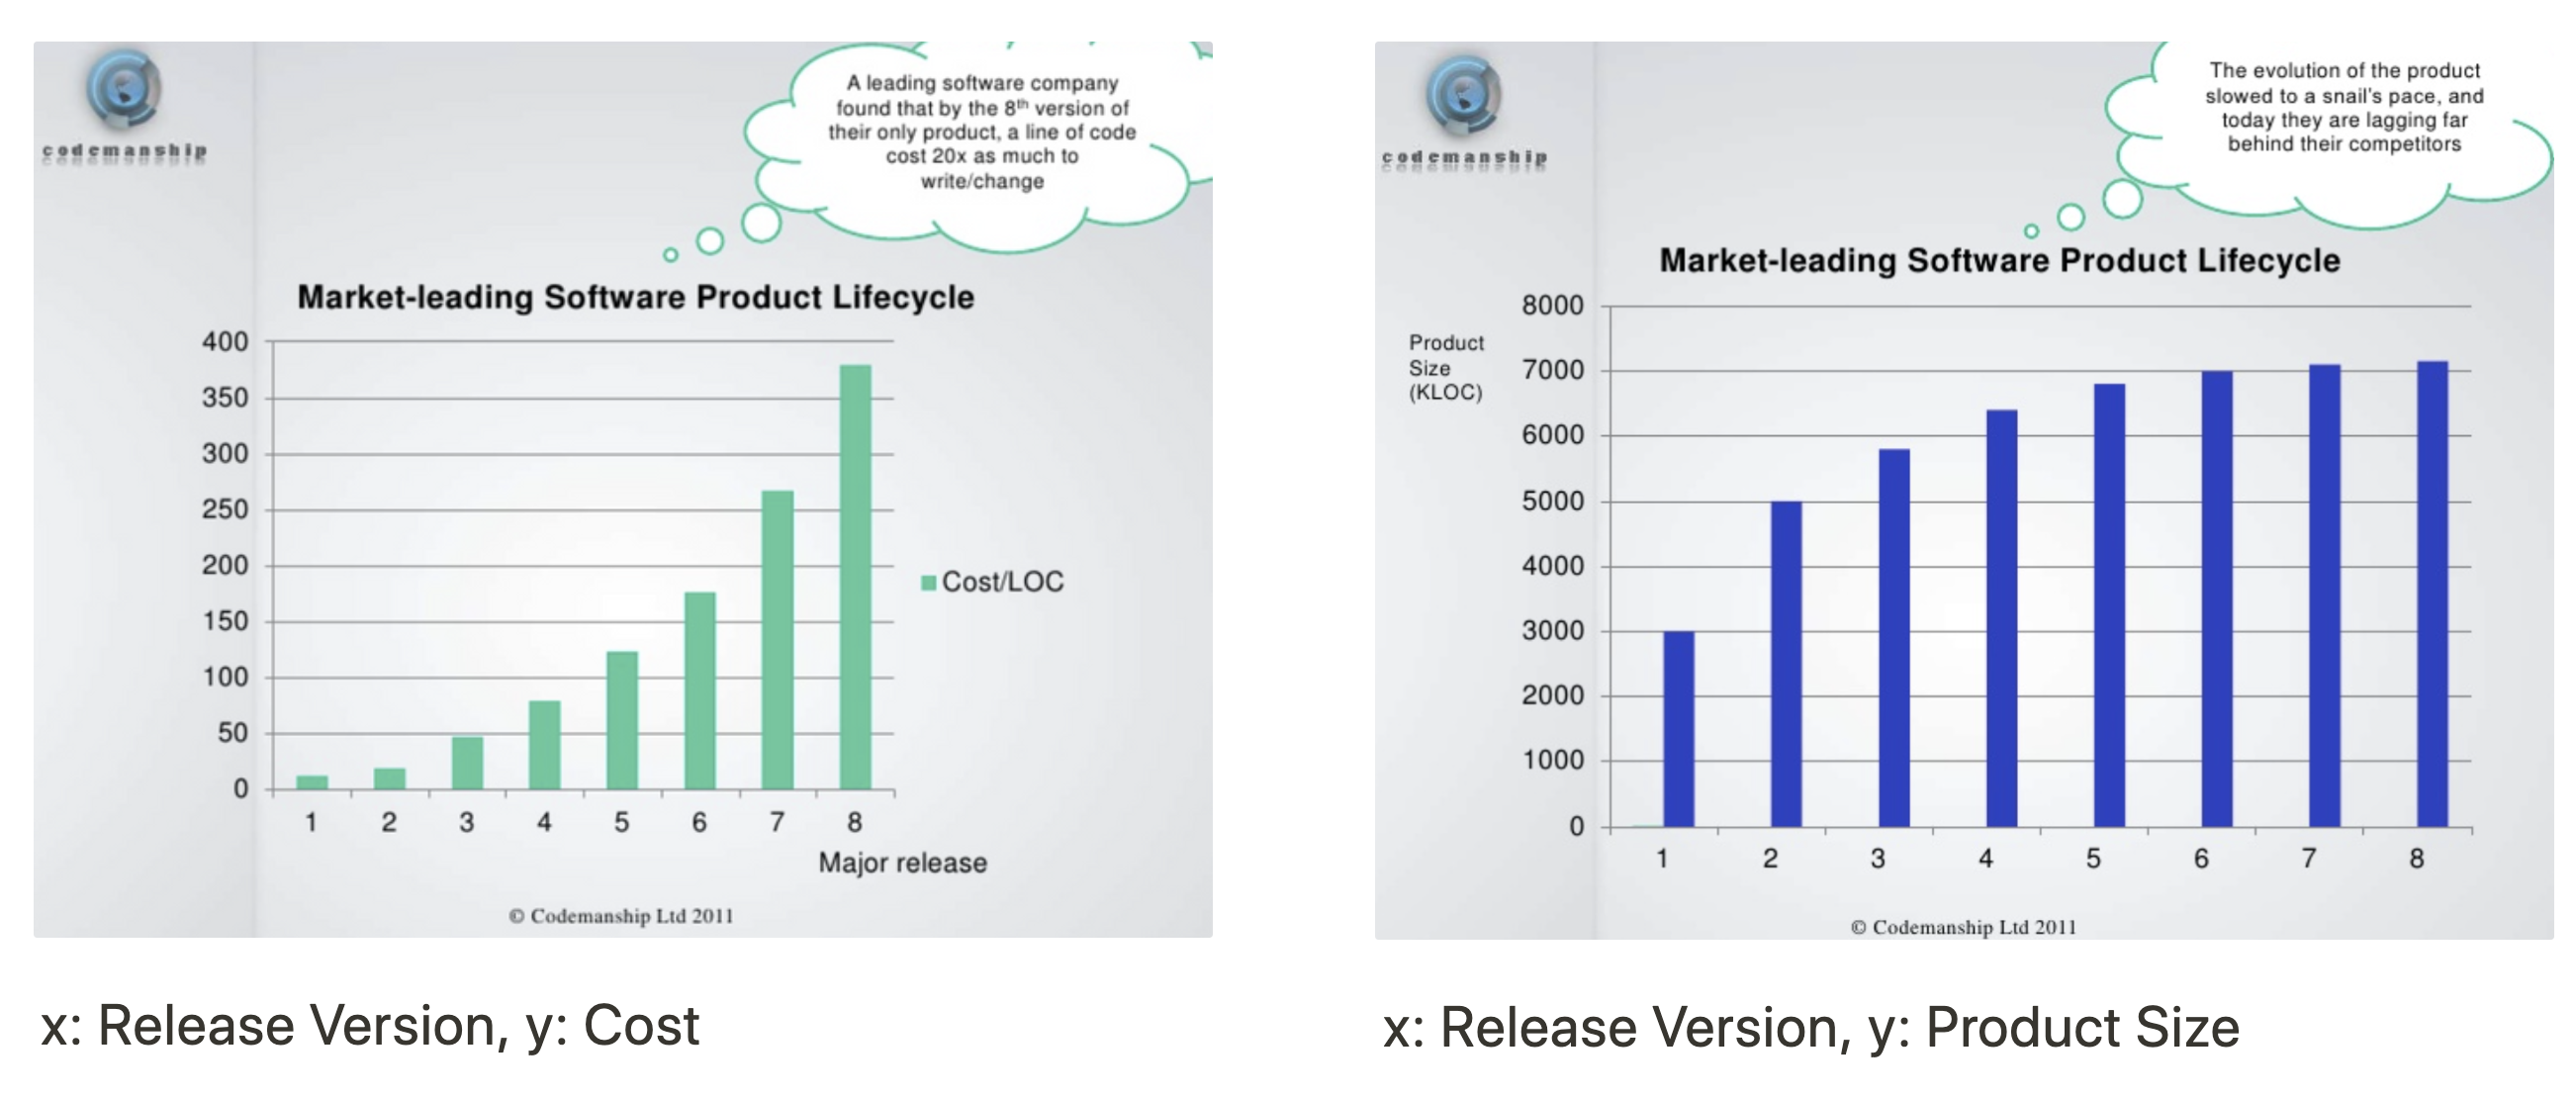 codemanship
A leading software company
found that by the 8th version of
their only product, a line of code
cost 20x as much to
write/change
Market-leading Software Product Lifecycle
400
350
300
250
200
150
100
50
0
Cost/LOC
1 2 3 4 5 6 7 8
Major release
© Codemanship Ltd 2011
x: Release Version, y: Cost
codemanship
The evolution of the product
slowed to a snail's pace, and
today they are lagging far
behind their competitors
Market-leading Software Product Lifecycle
Product
Size
(KLOC)
8000
7000
6000
5000
4000
3000
2000
1000
0
1 2 3 4 5 6 7 8
© Codemanship Ltd 2011
x: Release Version, y: Product Size